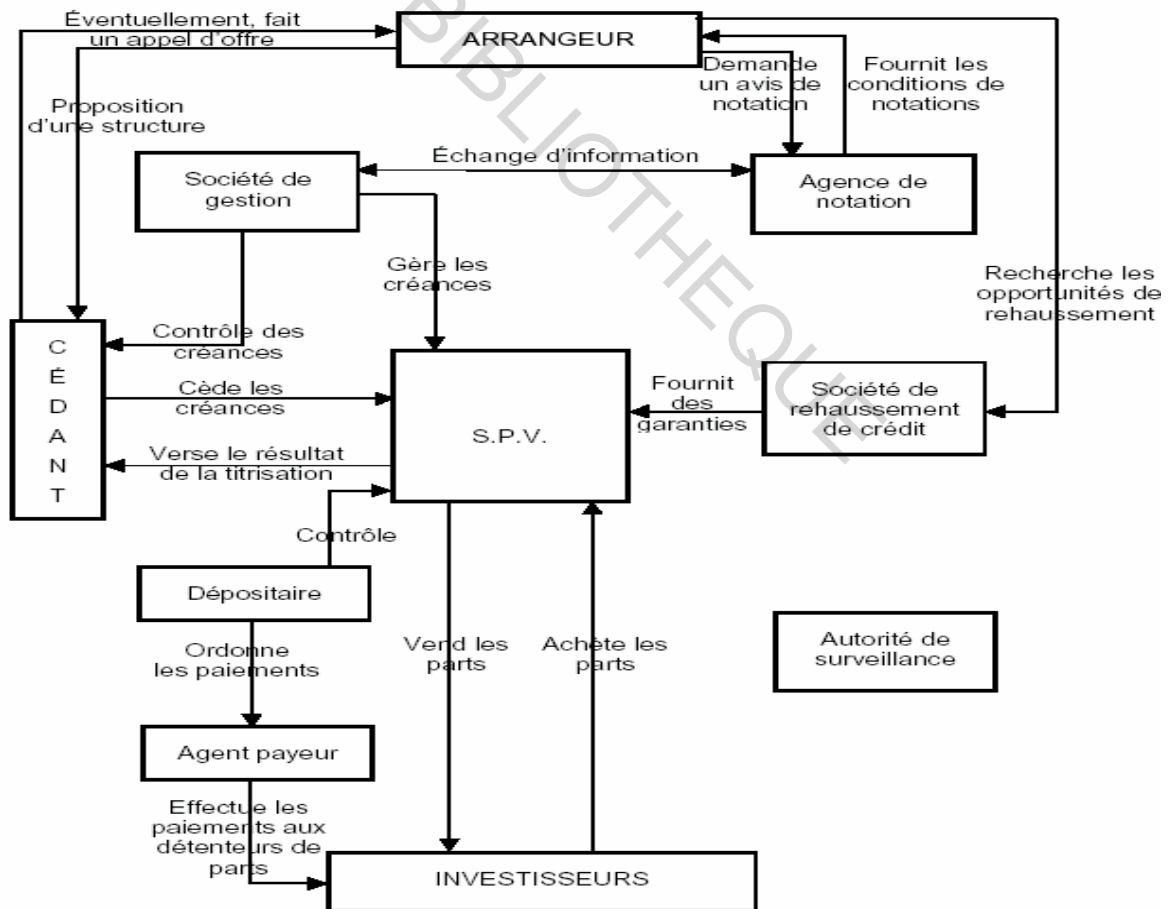 Éventuellement, fait
un appel d'offre
ARRANGEUR
Demande
un avis de
notation
Fournit les
conditions de
notations
Proposition
d'une structure
Échange d'information
Société de
gestion
Agence de
notation
Gère les
créances
Recherche les
opportunités de
rehaussement
CÉDANT
Contrôle des
créances
Cède les
créances
Verse le résultat
de la titrisation
S.P.V.
Fournit
des
garanties
Société de
rehaussement
de crédit
Contrôle
Dépositaire
Ordonne
les paiements
Vend les
parts
Achète les
parts
Autorité de
surveillance
Agent payeur
Effectue les
paiements aux
détenteurs de
parts
INVESTISSEURS
BIBLIOTHEQUE